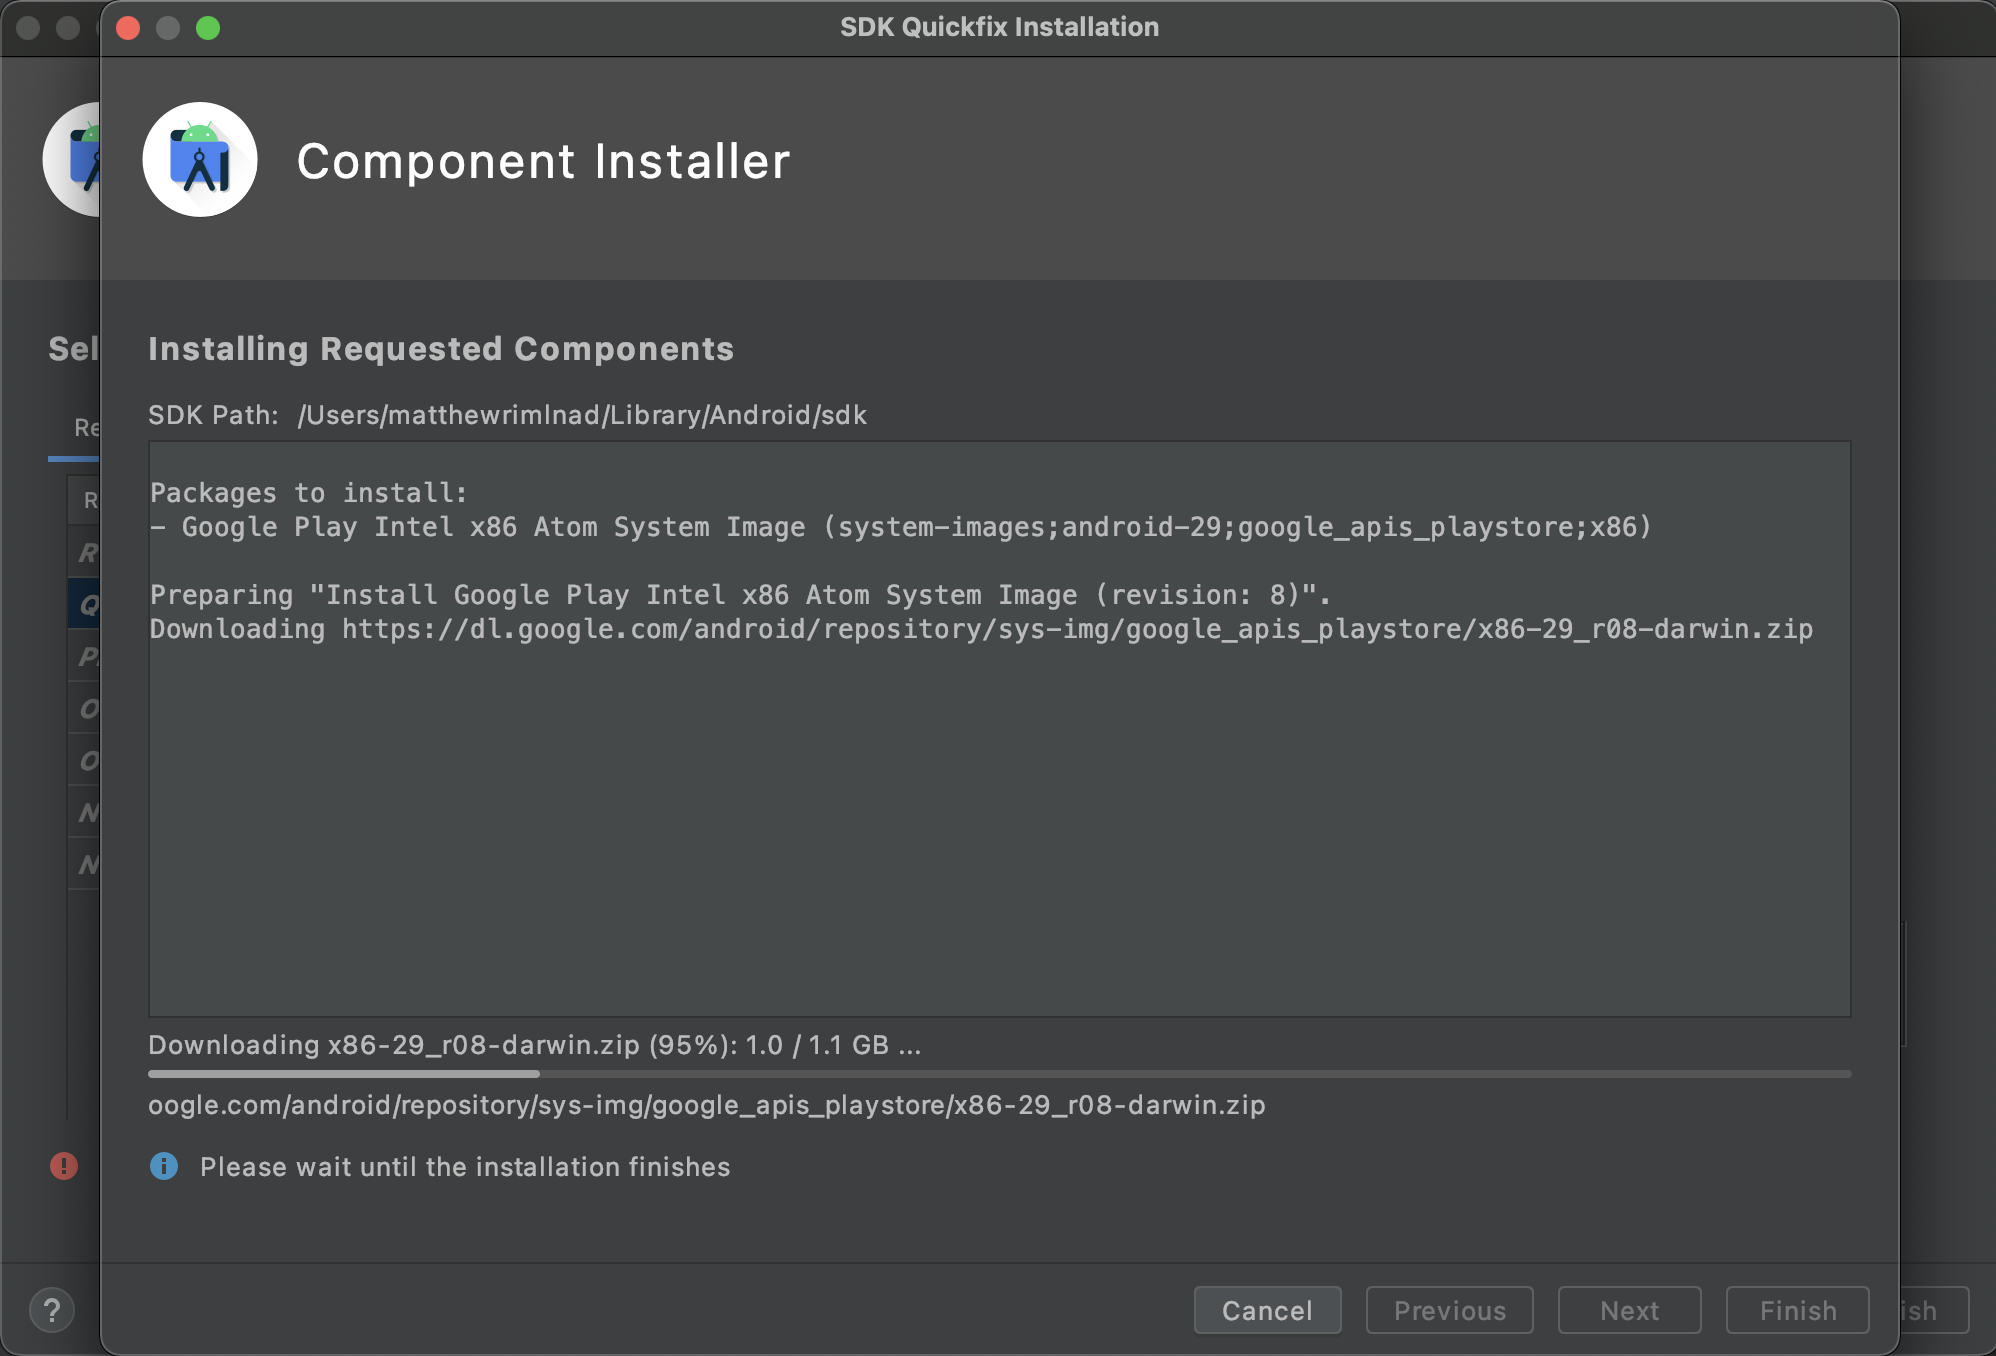 SDK Quickfix Installation
Component Installer
Sel
Installing Requested Components
SDK Path: /Users/matthewrimlnad/Library/Android/sdk
Re
R
R
Q
P
O
O
N
N
Packages to install:
- Google Play Intel x86 Atom System Image (system-images;android-29;google_apis_playstore;x86)
Preparing "Install Google Play Intel x86 Atom System Image (revision: 8)".
Downloading https://dl.google.com/android/repository/sys-img/google_apis_playstore/x86-29_r08-darwin.zip
Downloading x86-29_r08-darwin.zip (95%): 1.0 / 1.1 GB ...
oogle.com/android/repository/sys-img/google_apis_playstore/x86-29_r08-darwin.zip
Please wait until the installation finishes
? Cancel Previous Next Finish ish